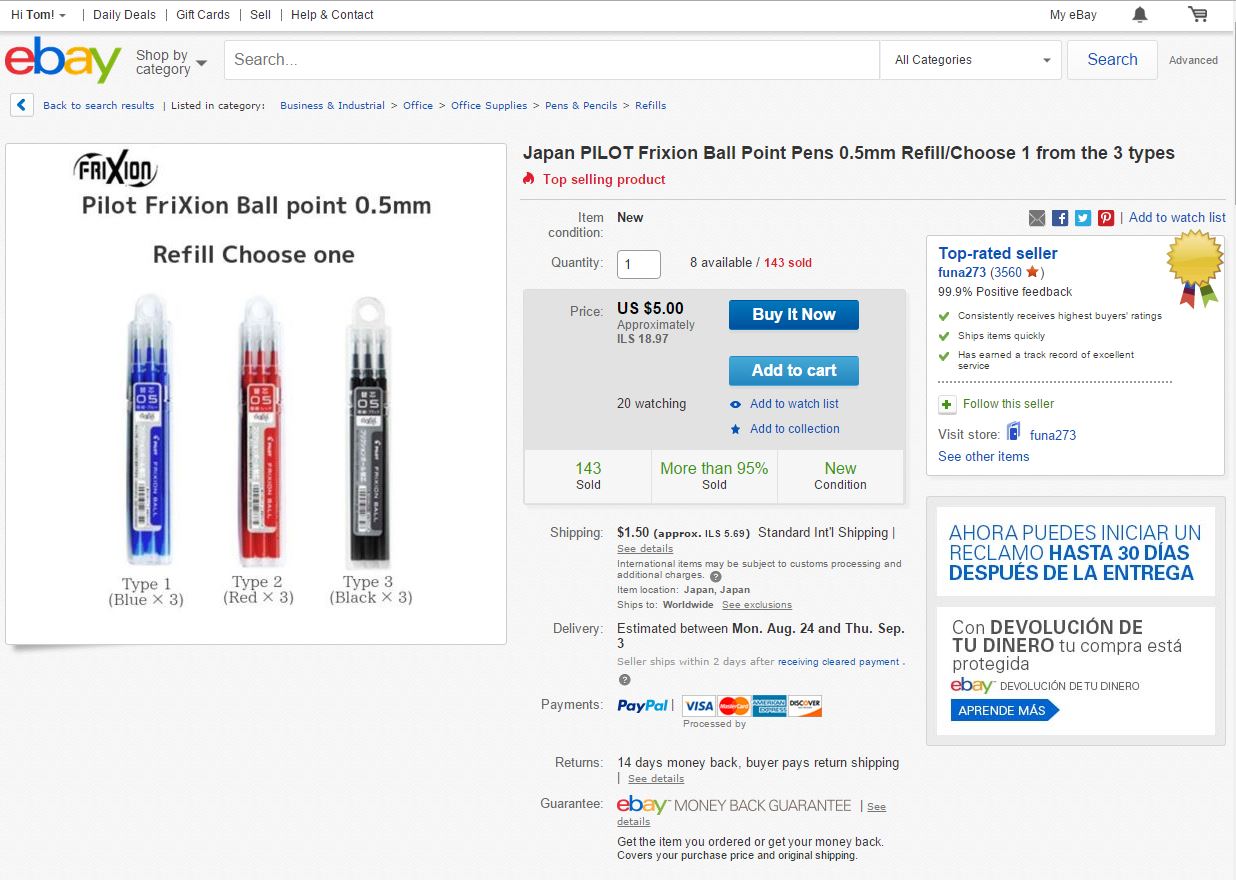 Hi Tom! | Daily Deals | Gift Cards | Sell | Help & Contact
My eBay
ebay
Shop by
category
Search...
All Categories
Search
Advanced
Back to search results | Listed in category: Business & Industrial > Office > Office Supplies > Pens & Pencils > Refills
FRIXION
Pilot FriXion Ball point 0.5mm
Refill Choose one
05
05
05
PILOT FRIXION BALL
PILOT FRIXION BALL
PILOT FRIXION BALL
Type 1
(Blue × 3)
Type 2
(Red × 3)
Type 3
(Black × 3)
Japan PILOT Frixion Ball Point Pens 0.5mm Refill/Choose 1 from the 3 types
Top selling product
Item
condition:
New
Quantity:
1
8 available / 143 sold
Price:
US $5.00
Approximately
ILS 18.97
Buy It Now
Add to cart
20 watching
Add to watch list
Add to collection
143
Sold
More than 95%
Sold
New
Condition
Shipping:
$1.50 (approx. ILS 5.69) Standard Int'l Shipping |
See details
International items may be subject to customs processing and
additional charges. ?
Item location: Japan, Japan
Ships to: Worldwide See exclusions
Delivery:
Estimated between Mon. Aug. 24 and Thu. Sep.
3
Seller ships within 2 days after receiving cleared payment .
?
Payments:
PayPal |
VISA
MasterCard
AMERICAN EXPRESS
DISCOVER
Processed by
Returns:
14 days money back, buyer pays return shipping
| See details
Guarantee:
ebay™ MONEY BACK GUARANTEE | See
details
Get the item you ordered or get your money back.
Covers your purchase price and original shipping.
| Add to watch list
Top-rated seller
funa273 (3560 )
99.9% Positive feedback
Consistently receives highest buyers' ratings
Ships items quickly
Has earned a track record of excellent
service
Follow this seller
Visit store: funa273
See other items
AHORA PUEDES INICIAR UN
RECLAMO HASTA 30 DÍAS
DESPUÉS DE LA ENTREGA
Con DEVOLUCIÓN DE
TU DINERO tu compra está
protegida
ebay™ DEVOLUCIÓN DE TU DINERO
APRENDE MÁS